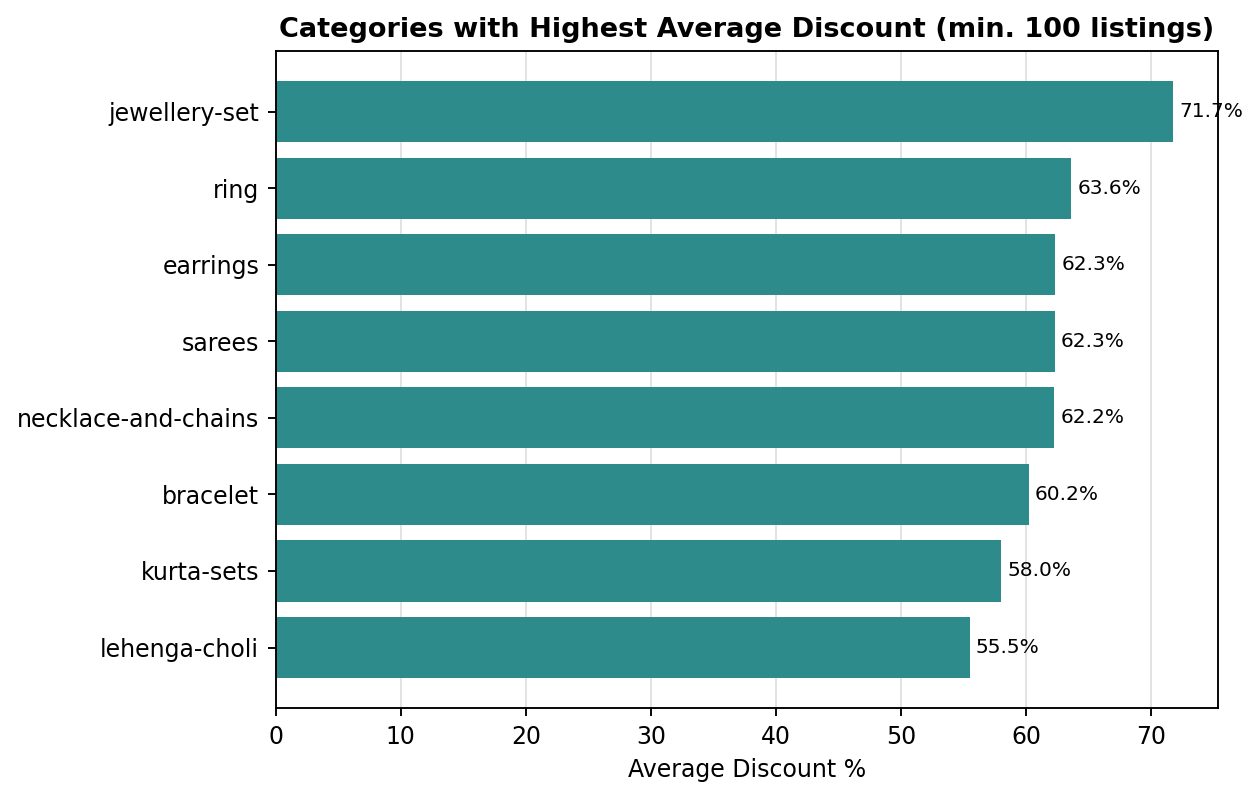 Categories with Highest Average Discount (min. 100 listings)
jewellery-set 71.7%
ring 63.6%
earrings 62.3%
sarees 62.3%
necklace-and-chains 62.2%
bracelet 60.2%
kurta-sets 58.0%
lehenga-choli 55.5%
0 10 20 30 40 50 60 70
Average Discount %